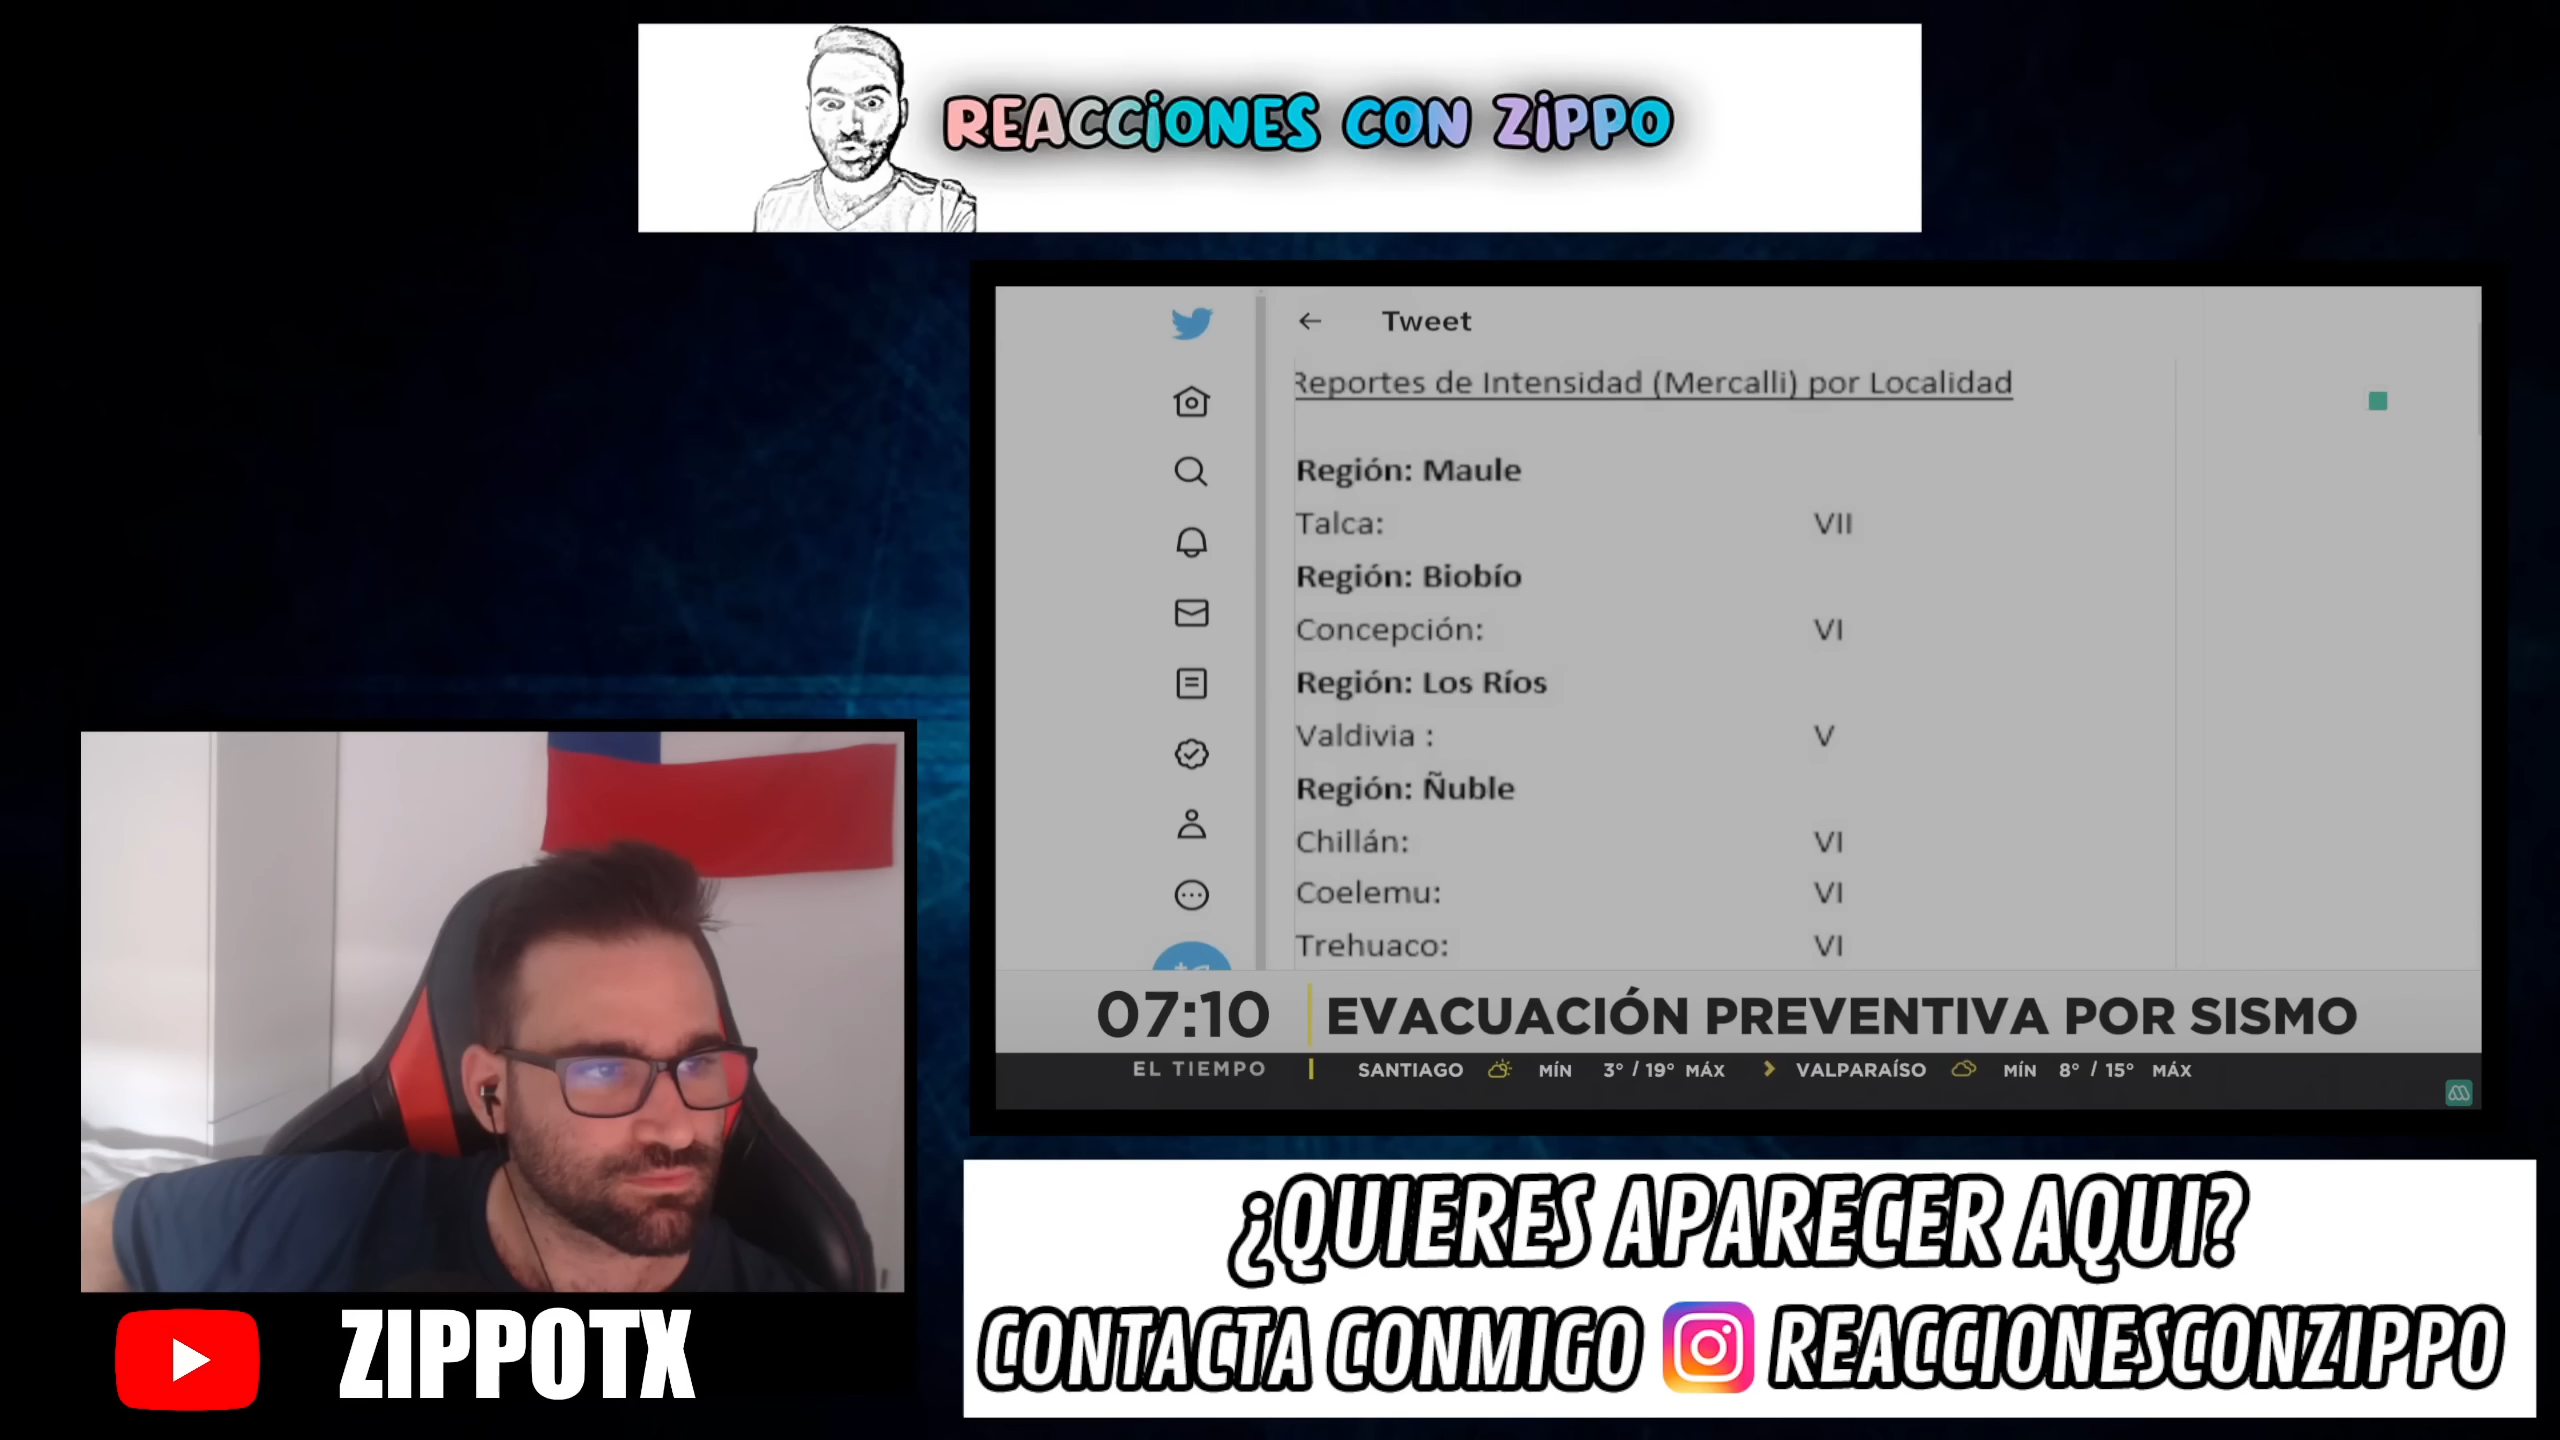 REACCIONES CON ZIPPO
Tweet
Reportes de Intensidad (Mercalli) por Localidad
Región: Maule
Talca: VII
Región: Biobío
Concepción: VI
Región: Los Ríos
Valdivia : V
Región: Ñuble
Chillán: VI
Coelemu: VI
Trehuaco: VI
07:10 EVACUACIÓN PREVENTIVA POR SISMO
EL TIEMPO SANTIAGO MÍN 3° / 19° MÁX VALPARAÍSO MÍN 8° / 15° MÁX
¿QUIERES APARECER AQUI?
CONTACTA CONMIGO REACCIONESCONZIPPO
ZIPPOTX